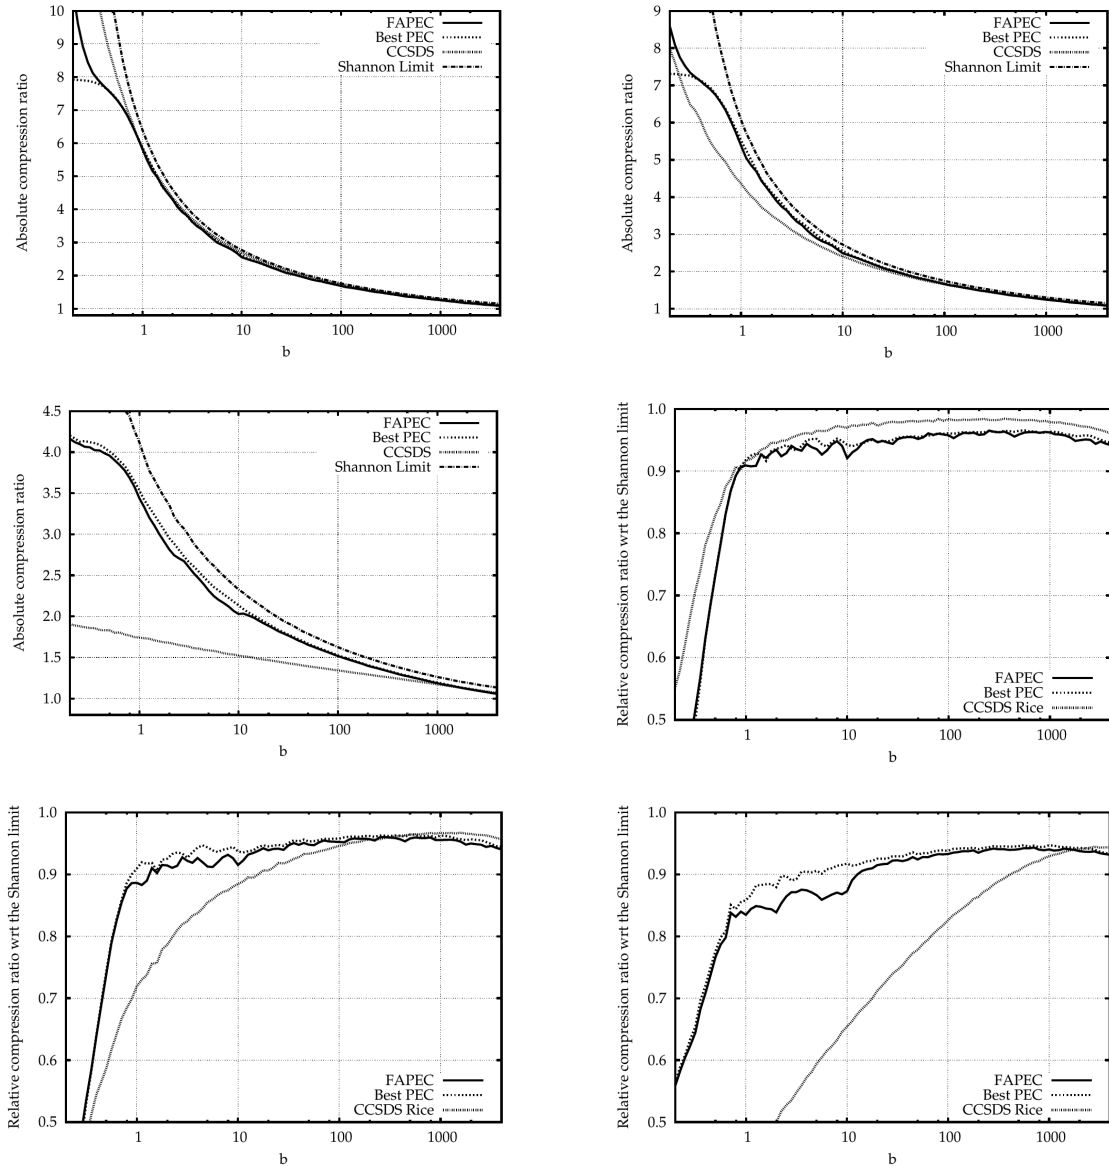 10
9
8
7
6
5
4
3
2
1
Absolute compression ratio
FAPEC
Best PEC
CCSDS
Shannon Limit
1
10
100
1000
b
9
8
7
6
5
4
3
2
1
Absolute compression ratio
FAPEC
Best PEC
CCSDS
Shannon Limit
1
10
100
1000
b
4.5
4.0
3.5
3.0
2.5
2.0
1.5
1.0
Absolute compression ratio
FAPEC
Best PEC
CCSDS
Shannon Limit
1
10
100
1000
b
1.0
0.9
0.8
0.7
0.6
0.5
Relative compression ratio wrt the Shannon limit
FAPEC
Best PEC
CCSDS Rice
1
10
100
1000
b
1.0
0.9
0.8
0.7
0.6
0.5
Relative compression ratio wrt the Shannon limit
FAPEC
Best PEC
CCSDS Rice
1
10
100
1000
b
1.0
0.9
0.8
0.7
0.6
0.5
Relative compression ratio wrt the Shannon limit
FAPEC
Best PEC
CCSDS Rice
1
10
100
1000
b